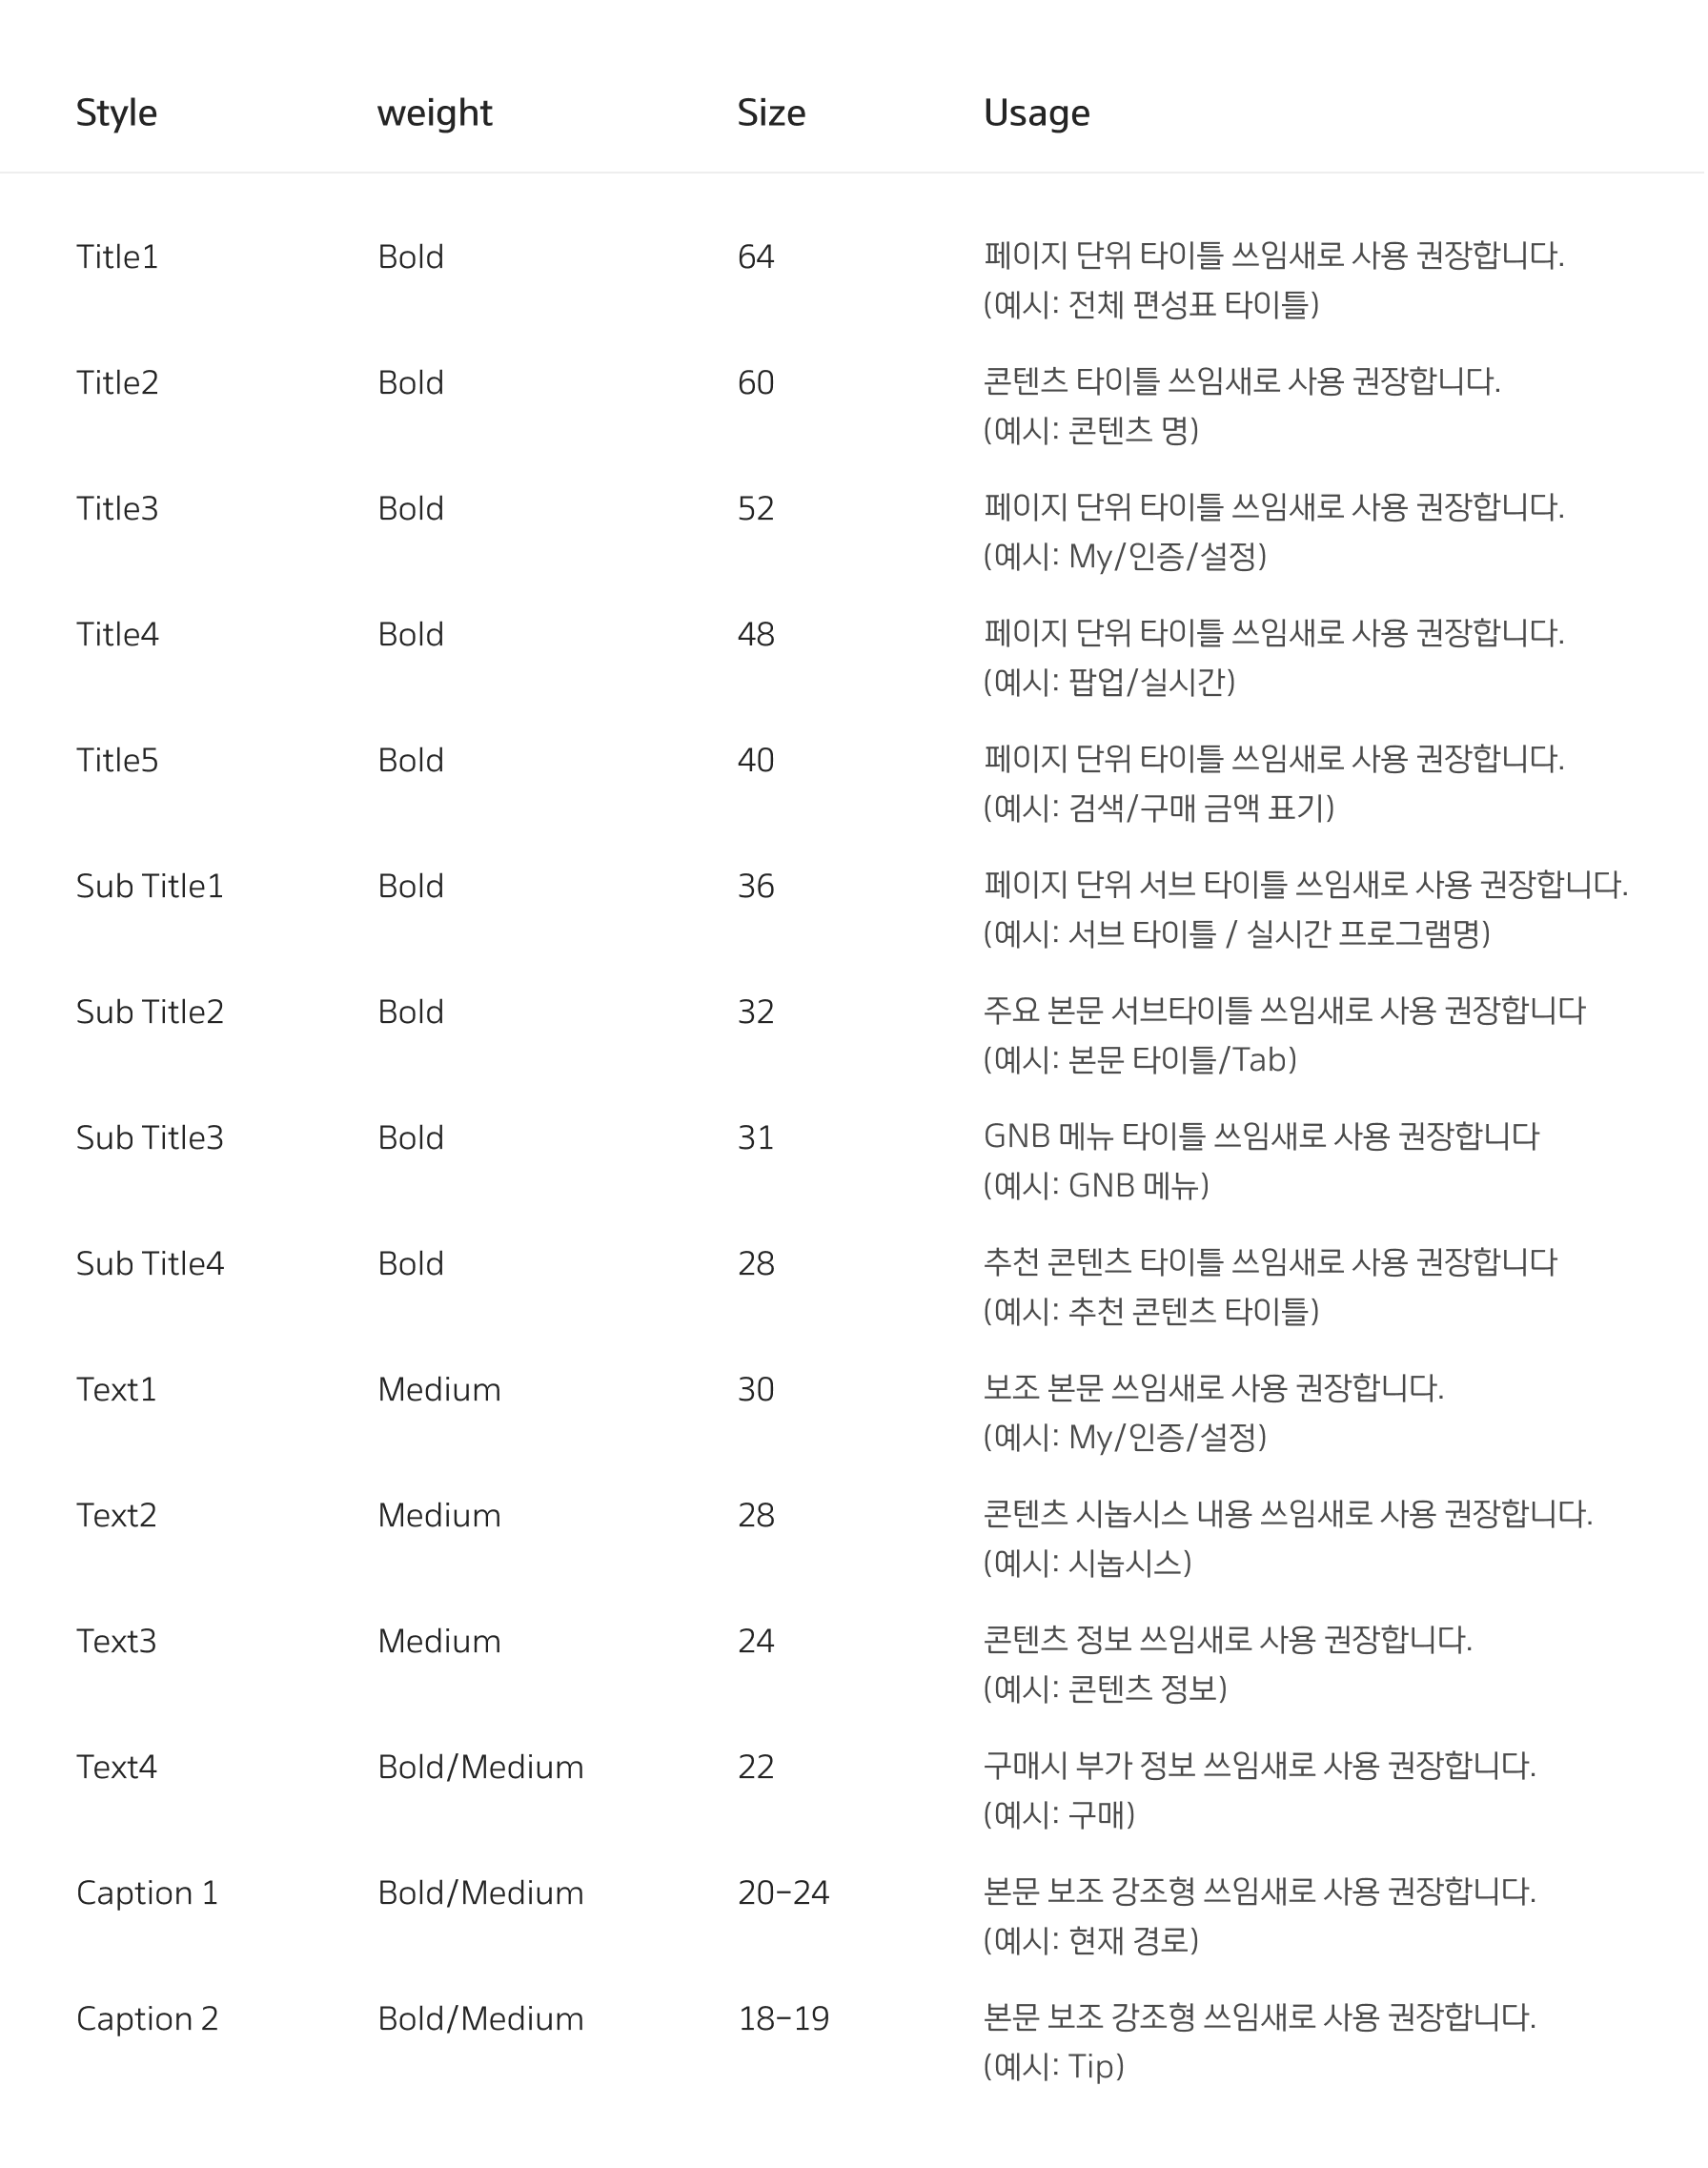 Style weight Size Usage
Title1 Bold 64 페이지 단위 타이틀 쓰임새로 사용 권장합니다.
(예시: 전체 편성표 타이틀)
Title2 Bold 60 콘텐츠 타이틀 쓰임새로 사용 권장합니다.
(예시: 콘텐츠 명)
Title3 Bold 52 페이지 단위 타이틀 쓰임새로 사용 권장합니다.
(예시: My/인증/설정)
Title4 Bold 48 페이지 단위 타이틀 쓰임새로 사용 권장합니다.
(예시: 팝업/실시간)
Title5 Bold 40 페이지 단위 타이틀 쓰임새로 사용 권장합니다.
(예시: 검색/구매 금액 표기)
Sub Title1 Bold 36 페이지 단위 서브 타이틀 쓰임새로 사용 권장합니다.
(예시: 서브 타이틀 / 실시간 프로그램명)
Sub Title2 Bold 32 주요 본문 서브타이틀 쓰임새로 사용 권장합니다
(예시: 본문 타이틀/Tab)
Sub Title3 Bold 31 GNB 메뉴 타이틀 쓰임새로 사용 권장합니다
(예시: GNB 메뉴)
Sub Title4 Bold 28 추천 콘텐츠 타이틀 쓰임새로 사용 권장합니다
(예시: 추천 콘텐츠 타이틀)
Text1 Medium 30 보조 본문 쓰임새로 사용 권장합니다.
(예시: My/인증/설정)
Text2 Medium 28 콘텐츠 시놉시스 내용 쓰임새로 사용 권장합니다.
(예시: 시놉시스)
Text3 Medium 24 콘텐츠 정보 쓰임새로 사용 권장합니다.
(예시: 콘텐츠 정보)
Text4 Bold/Medium 22 구매시 부가 정보 쓰임새로 사용 권장합니다.
(예시: 구매)
Caption 1 Bold/Medium 20-24 본문 보조 강조형 쓰임새로 사용 권장합니다.
(예시: 현재 경로)
Caption 2 Bold/Medium 18-19 본문 보조 강조형 쓰임새로 사용 권장합니다.
(예시: Tip)